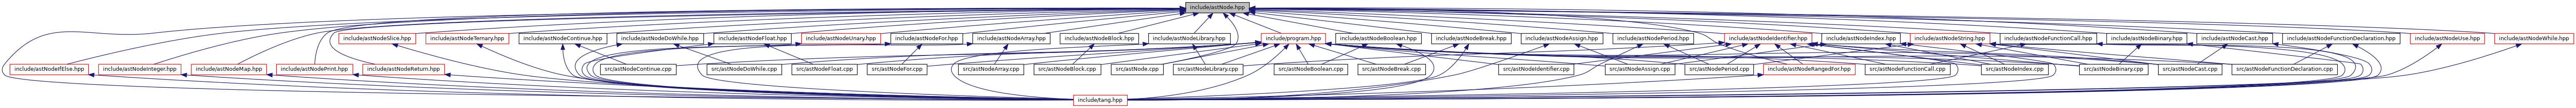 include/astNode.hpp
include/astNodeSlice.hpp
include/astNodeTernary.hpp
include/astNodeContinue.hpp
include/astNodeDoWhile.hpp
include/astNodeFloat.hpp
include/astNodeUnary.hpp
include/astNodeFor.hpp
include/astNodeArray.hpp
include/astNodeBlock.hpp
include/astNodeLibrary.hpp
include/program.hpp
include/astNodeBoolean.hpp
include/astNodeBreak.hpp
include/astNodeAssign.hpp
include/astNodePeriod.hpp
include/astNodeIdentifier.hpp
include/astNodeIndex.hpp
include/astNodeString.hpp
include/astNodeFunctionCall.hpp
include/astNodeBinary.hpp
include/astNodeCast.hpp
include/astNodeFunctionDeclaration.hpp
include/astNodeUse.hpp
include/astNodeWhile.hpp
include/astNodeIfElse.hpp
include/astNodeInteger.hpp
include/astNodeMap.hpp
include/astNodePrint.hpp
include/astNodeReturn.hpp
src/astNodeContinue.cpp
src/astNodeDoWhile.cpp
src/astNodeFloat.cpp
src/astNodeFor.cpp
src/astNodeArray.cpp
src/astNodeBlock.cpp
src/astNode.cpp
src/astNodeLibrary.cpp
src/astNodeBoolean.cpp
src/astNodeBreak.cpp
src/astNodeIdentifier.cpp
src/astNodeAssign.cpp
src/astNodePeriod.cpp
include/astNodeRangedFor.hpp
src/astNodeFunctionCall.cpp
src/astNodeIndex.cpp
src/astNodeBinary.cpp
src/astNodeCast.cpp
src/astNodeFunctionDeclaration.cpp
include/tang.hpp